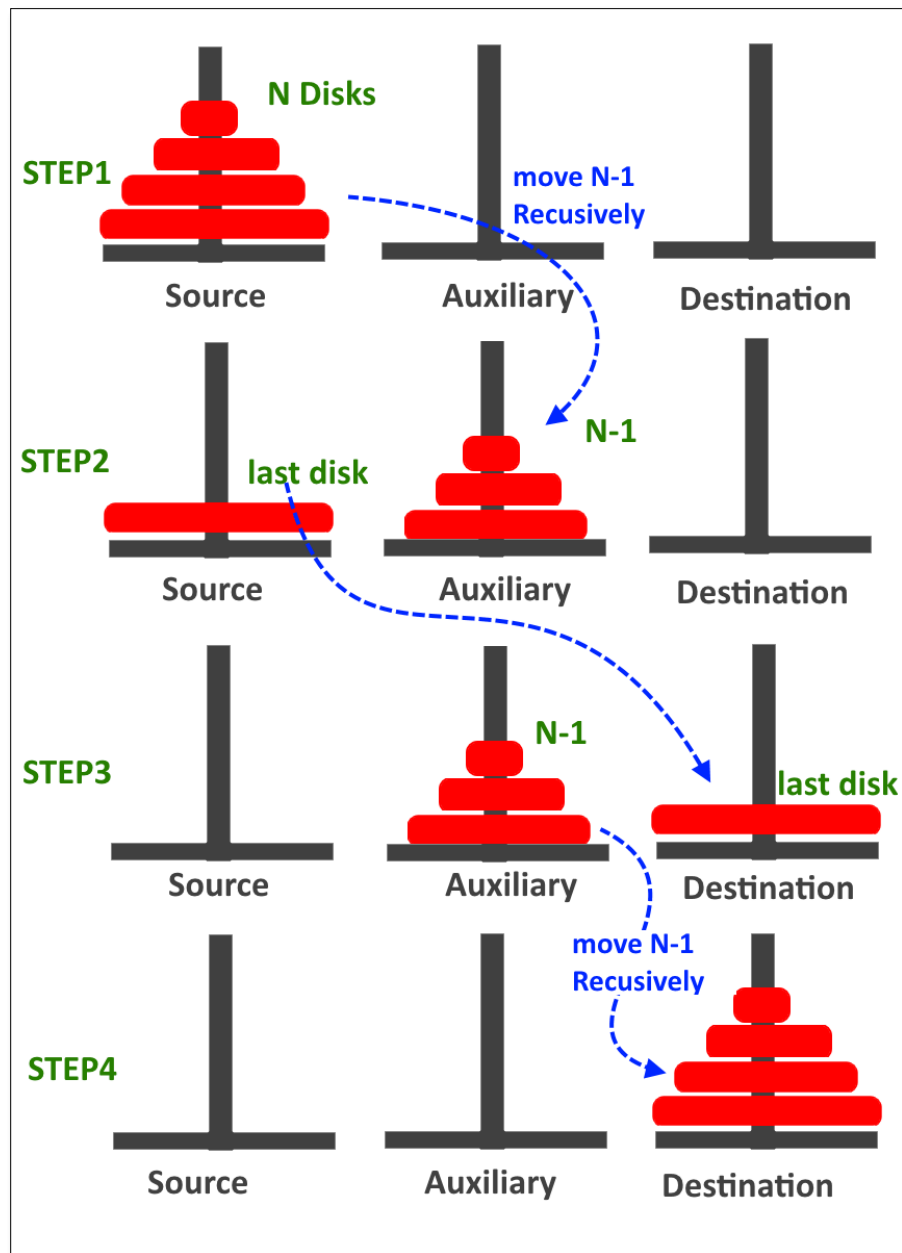 N Disks
STEP1
move N-1
Recusively
Source
Auxiliary
Destination
STEP2
last disk
N-1
Source
Auxiliary
Destination
STEP3
N-1
last disk
Source
Auxiliary
Destination
move N-1
Recusively
STEP4
Source
Auxiliary
Destination